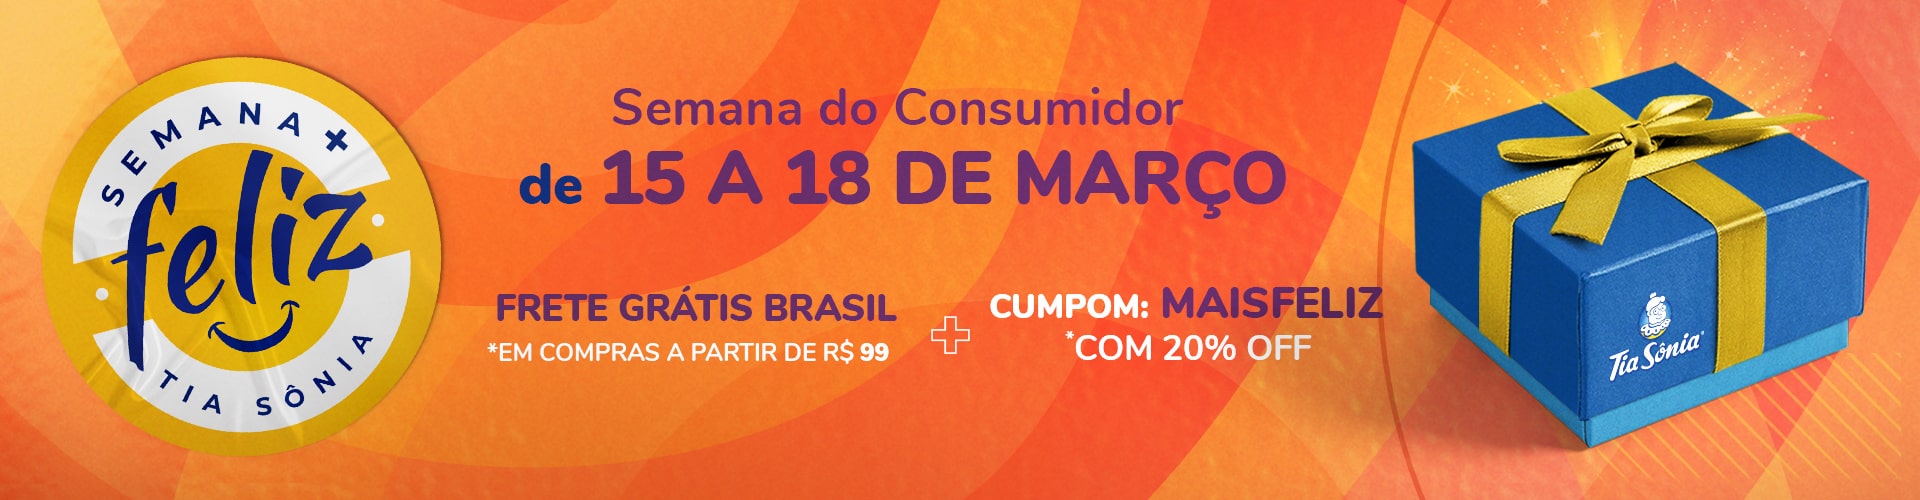 SEMANA +
feliz
TIA SÔNIA
Semana do Consumidor
de 15 A 18 DE MARÇO
FRETE GRÁTIS BRASIL
*EM COMPRAS A PARTIR DE R$ 99
+
CUMPOM: MAISFELIZ
*COM 20% OFF
Tia Sônia®